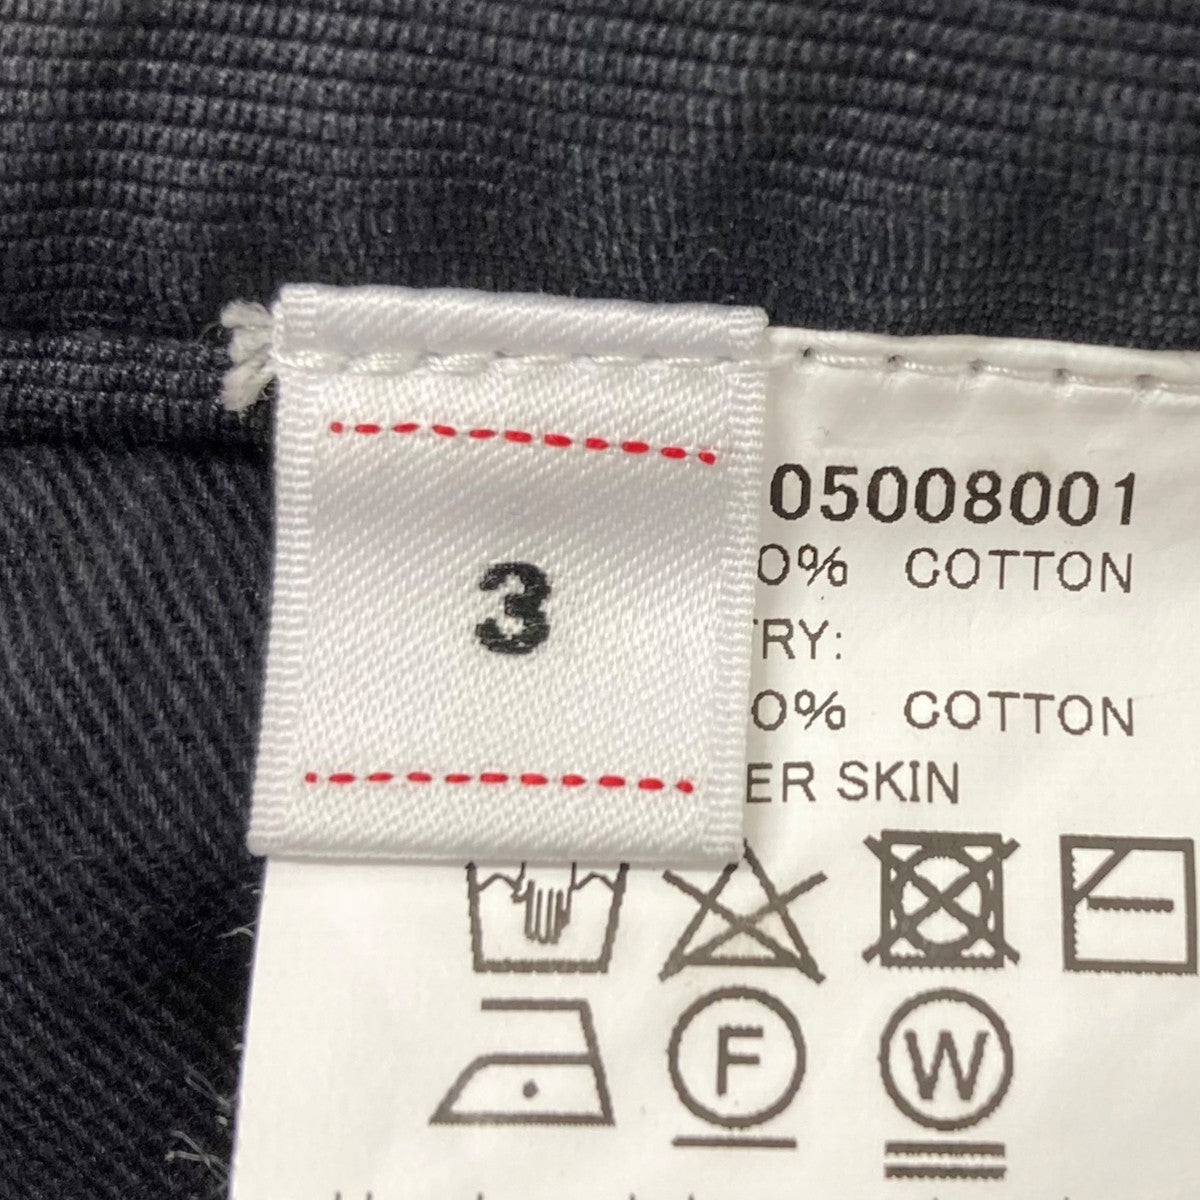 3
05008001
0% COTTON
TRY:
0% COTTON
ER SKIN
F
W